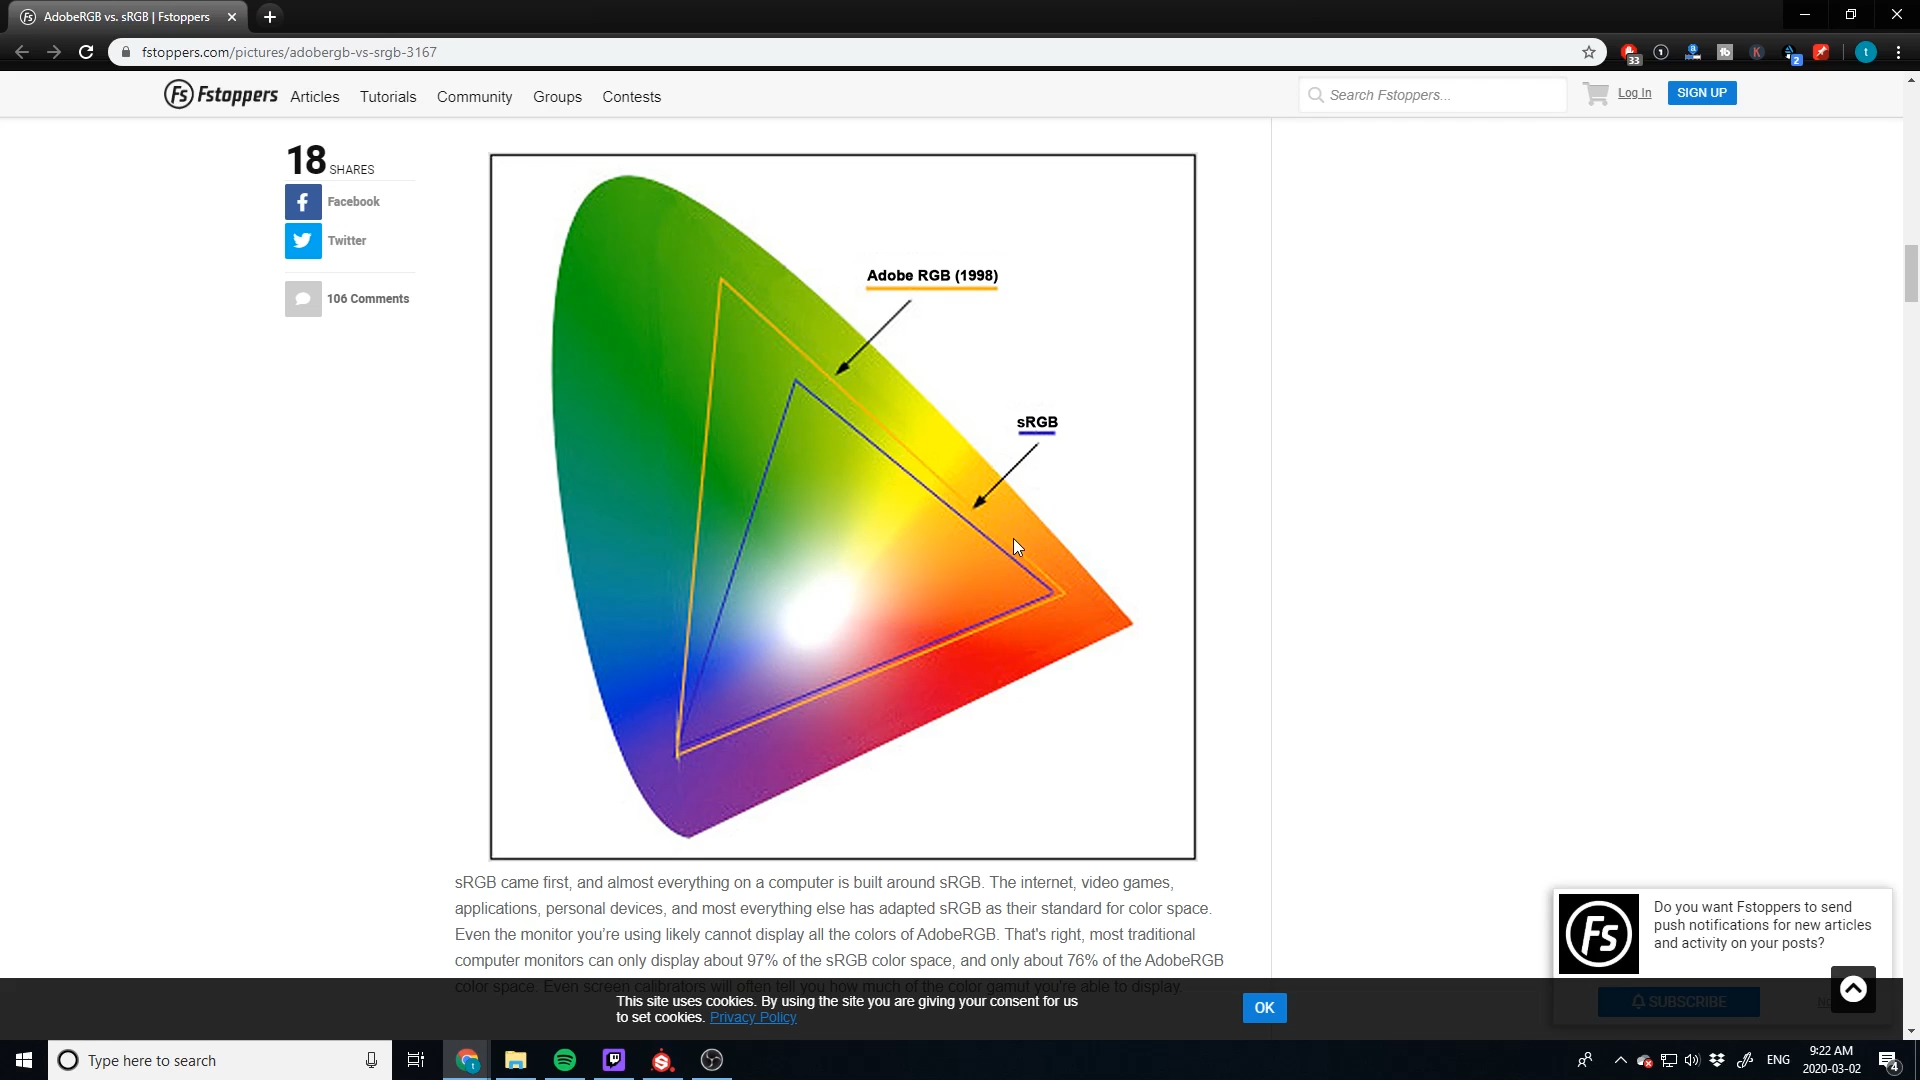 AdobeRGB vs. sRGB | Fstoppers
fstoppers.com/pictures/adobergb-vs-srgb-3167
33
2
t
Fs Fstoppers Articles Tutorials Community Groups Contests
Search Fstoppers...
Log In
SIGN UP
18 SHARES
Facebook
Twitter
106 Comments
Adobe RGB (1998)
sRGB
sRGB came first, and almost everything on a computer is built around sRGB. The internet, video games,
applications, personal devices, and most everything else has adapted sRGB as their standard for color space.
Even the monitor you’re using likely cannot display all the colors of AdobeRGB. That's right, most traditional
computer monitors can only display about 97% of the sRGB color space, and only about 76% of the AdobeRGB
color space. Even screen calibrators will often tell you how much of the color gamut you're able to display.
This site uses cookies. By using the site you are giving your consent for us
to set cookies. Privacy Policy
OK
Fs
Do you want Fstoppers to send
push notifications for new articles
and activity on your posts?
SUBSCRIBE
Type here to search
ENG
9:22 AM
2020-03-02
4